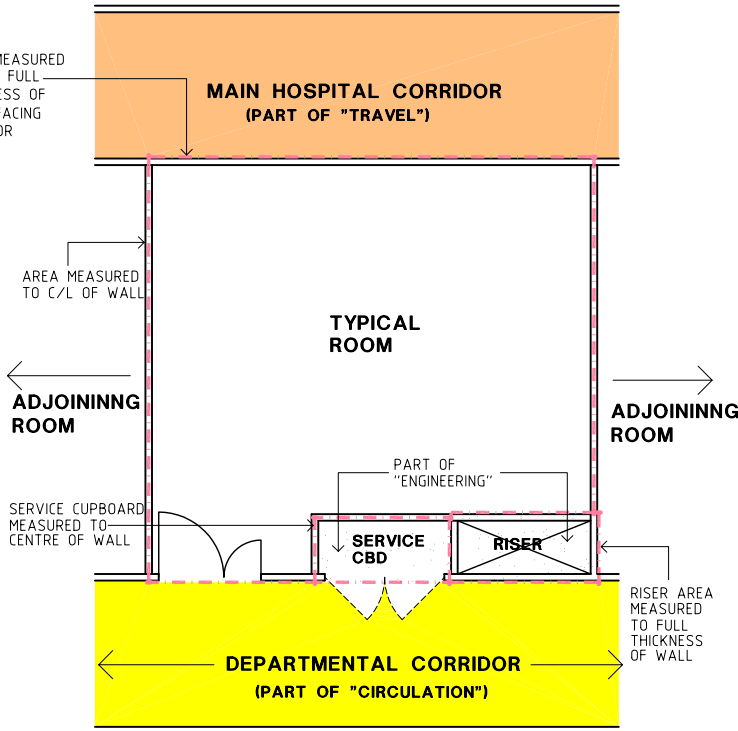 MEASURED
FULL
ESS OF
FACING
OR
MAIN HOSPITAL CORRIDOR
(PART OF "TRAVEL")
AREA MEASURED
TO C/L OF WALL
TYPICAL
ROOM
ADJOININNG
ROOM
ADJOININNG
ROOM
PART OF
"ENGINEERING"
SERVICE CUPBOARD
MEASURED TO
CENTRE OF WALL
SERVICE
CBD
RISER
RISER AREA
MEASURED
TO FULL
THICKNESS
OF WALL
DEPARTMENTAL CORRIDOR
(PART OF "CIRCULATION")